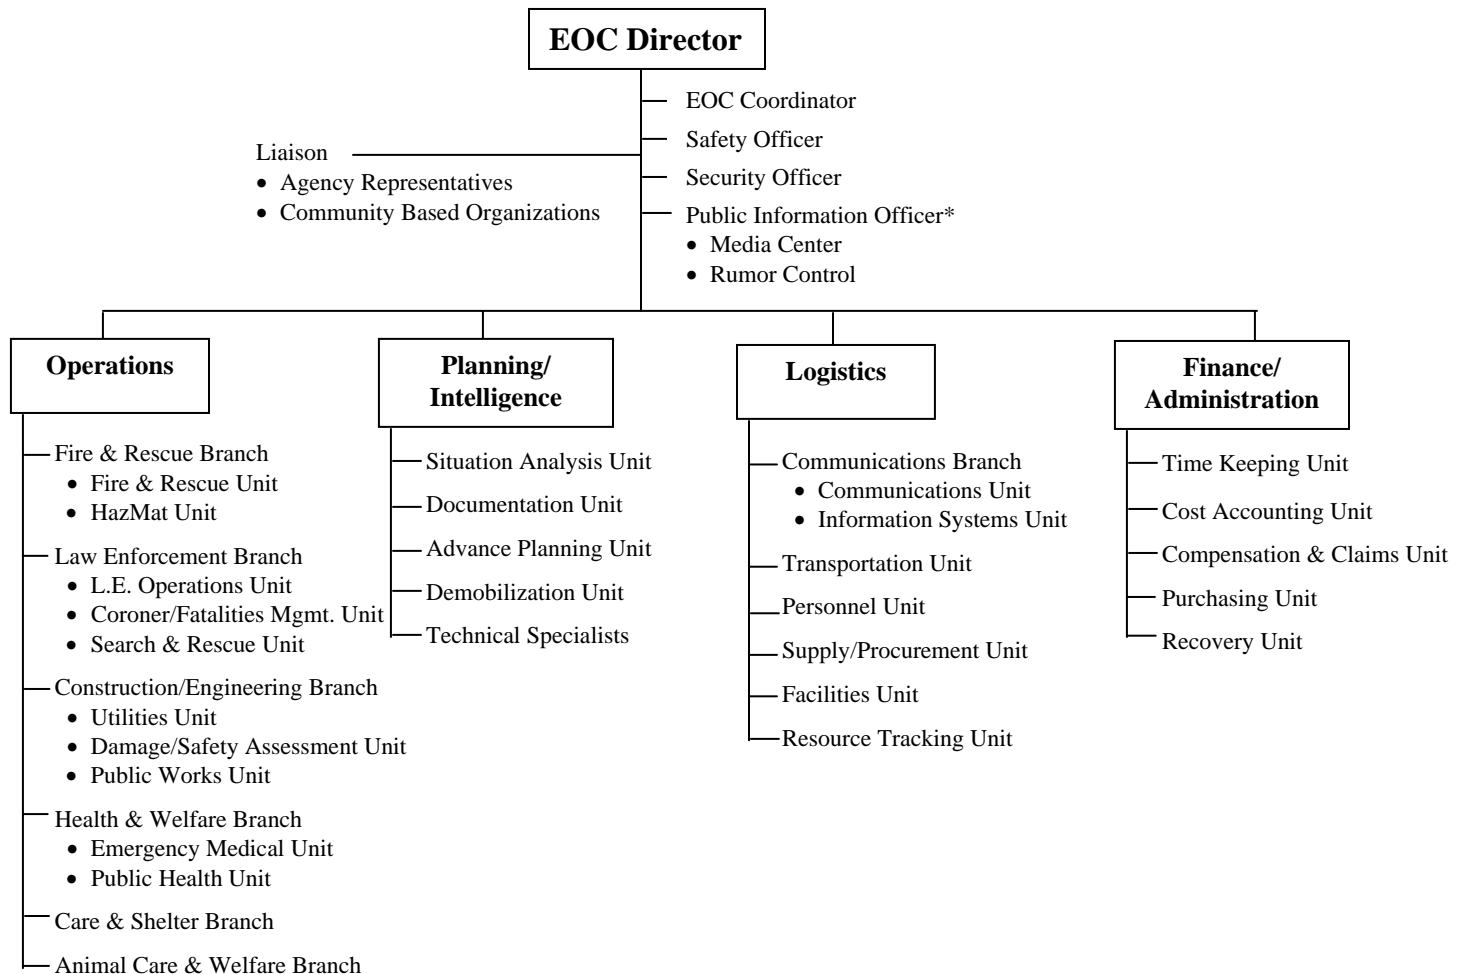 EOC Director
EOC Coordinator
Safety Officer
Liaison
• Agency Representatives
• Community Based Organizations
Security Officer
Public Information Officer*
• Media Center
• Rumor Control
Operations
Fire & Rescue Branch
• Fire & Rescue Unit
• HazMat Unit
Law Enforcement Branch
• L.E. Operations Unit
• Coroner/Fatalities Mgmt. Unit
• Search & Rescue Unit
Construction/Engineering Branch
• Utilities Unit
• Damage/Safety Assessment Unit
• Public Works Unit
Health & Welfare Branch
• Emergency Medical Unit
• Public Health Unit
Care & Shelter Branch
Animal Care & Welfare Branch
Planning/
Intelligence
Situation Analysis Unit
Documentation Unit
Advance Planning Unit
Demobilization Unit
Technical Specialists
Logistics
Communications Branch
• Communications Unit
• Information Systems Unit
Transportation Unit
Personnel Unit
Supply/Procurement Unit
Facilities Unit
Resource Tracking Unit
Finance/
Administration
Time Keeping Unit
Cost Accounting Unit
Compensation & Claims Unit
Purchasing Unit
Recovery Unit